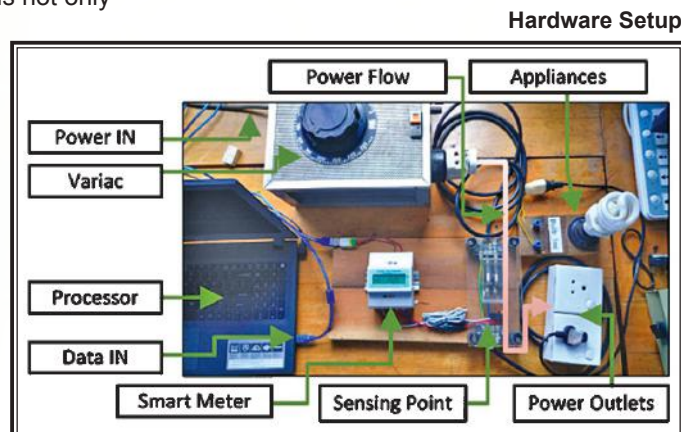 is not only
Hardware Setup
Power Flow
Appliances
Power IN
Variac
Processor
Data IN
Smart Meter
Sensing Point
Power Outlets